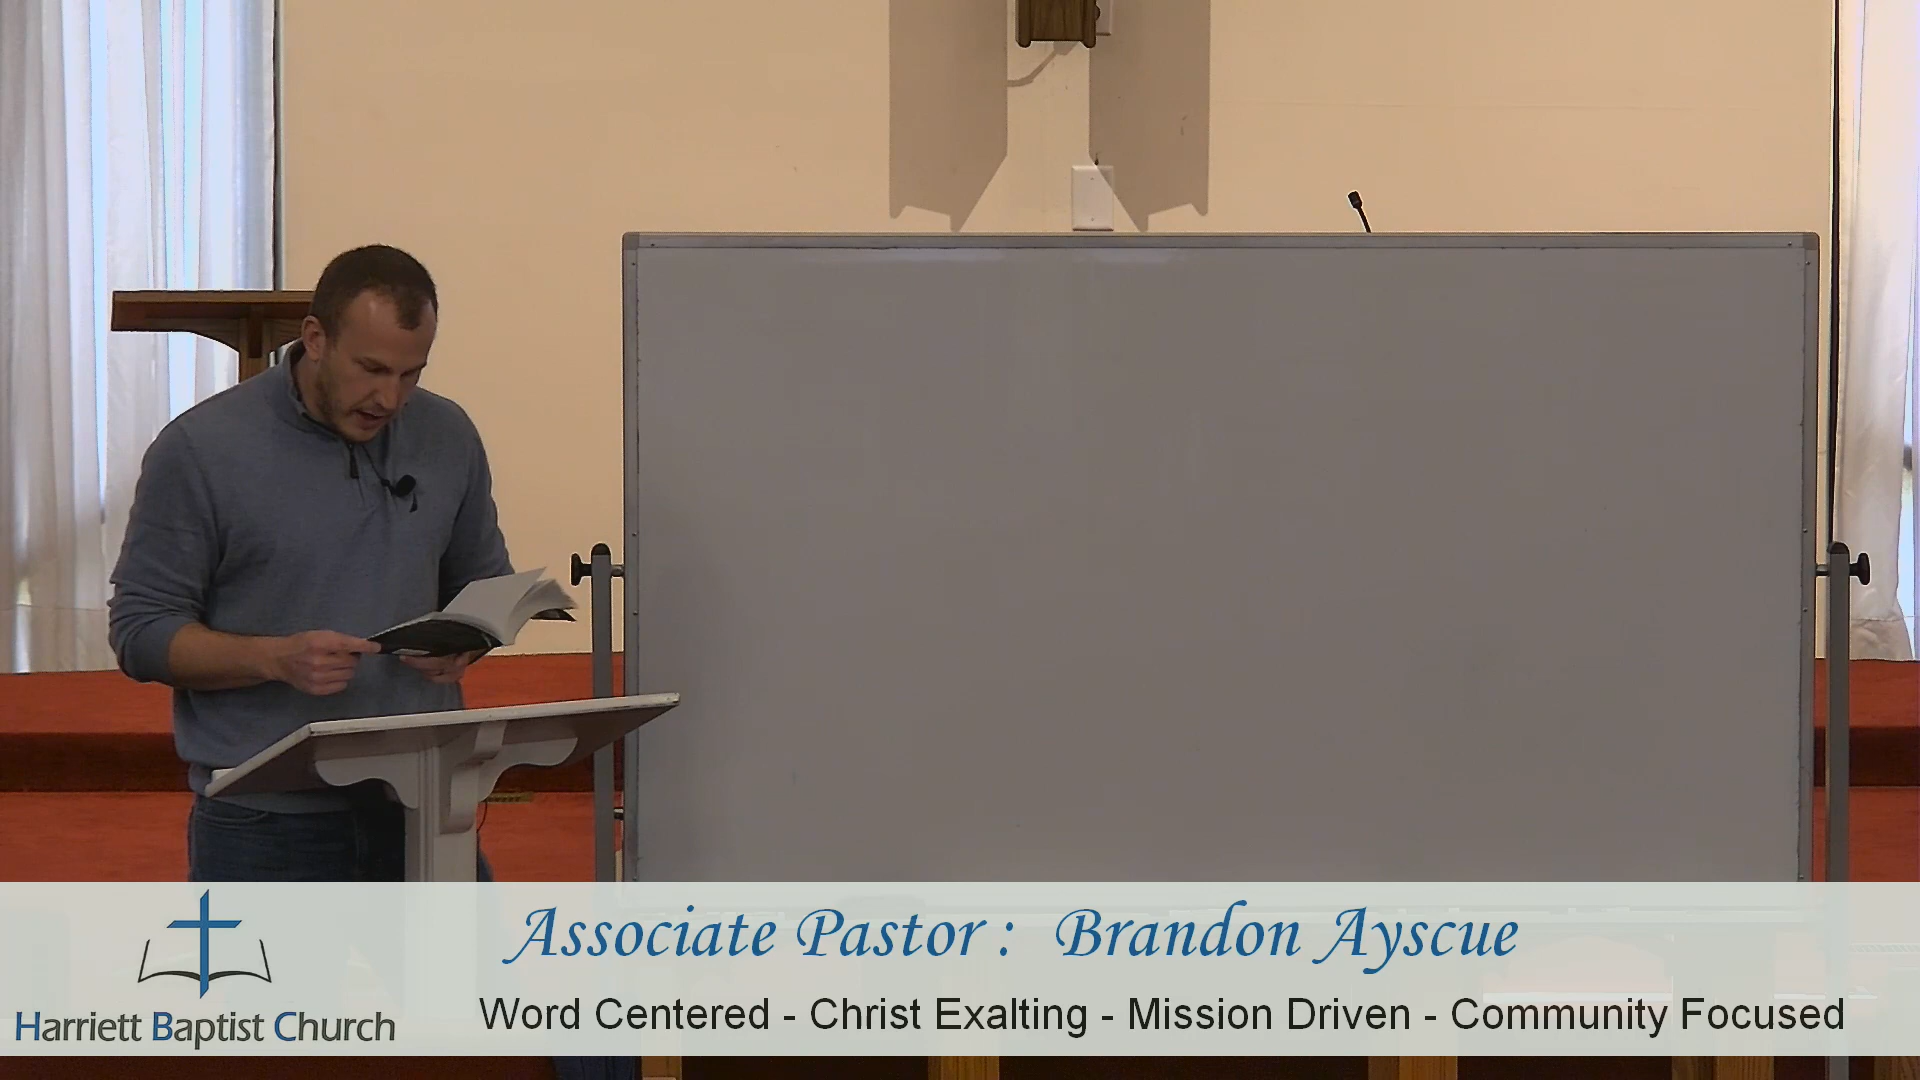 Associate Pastor : Brandon Ayscue
Harriett Baptist Church
Word Centered - Christ Exalting - Mission Driven - Community Focused